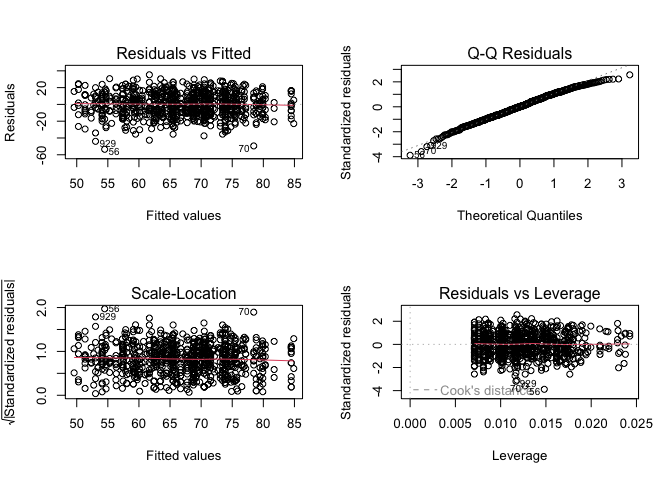 Residuals vs Fitted
Residuals
20
-20
-60
929
56
70
50 55 60 65 70 75 80 85
Fitted values
Q-Q Residuals
Standardized residuals
2
0
-2
-4
929
70
56
-3 -2 -1 0 1 2 3
Theoretical Quantiles
Scale-Location
√|Standardized residuals|
2.0
1.0
0.0
56
929
70
50 55 60 65 70 75 80 85
Fitted values
Residuals vs Leverage
Standardized residuals
2
0
-2
-4
Cook's distance
929
70
56
0.000 0.005 0.010 0.015 0.020 0.025
Leverage